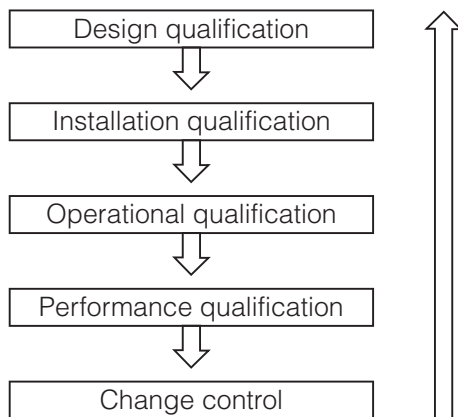 Design qualification
Installation qualification
Operational qualification
Performance qualification
Change control